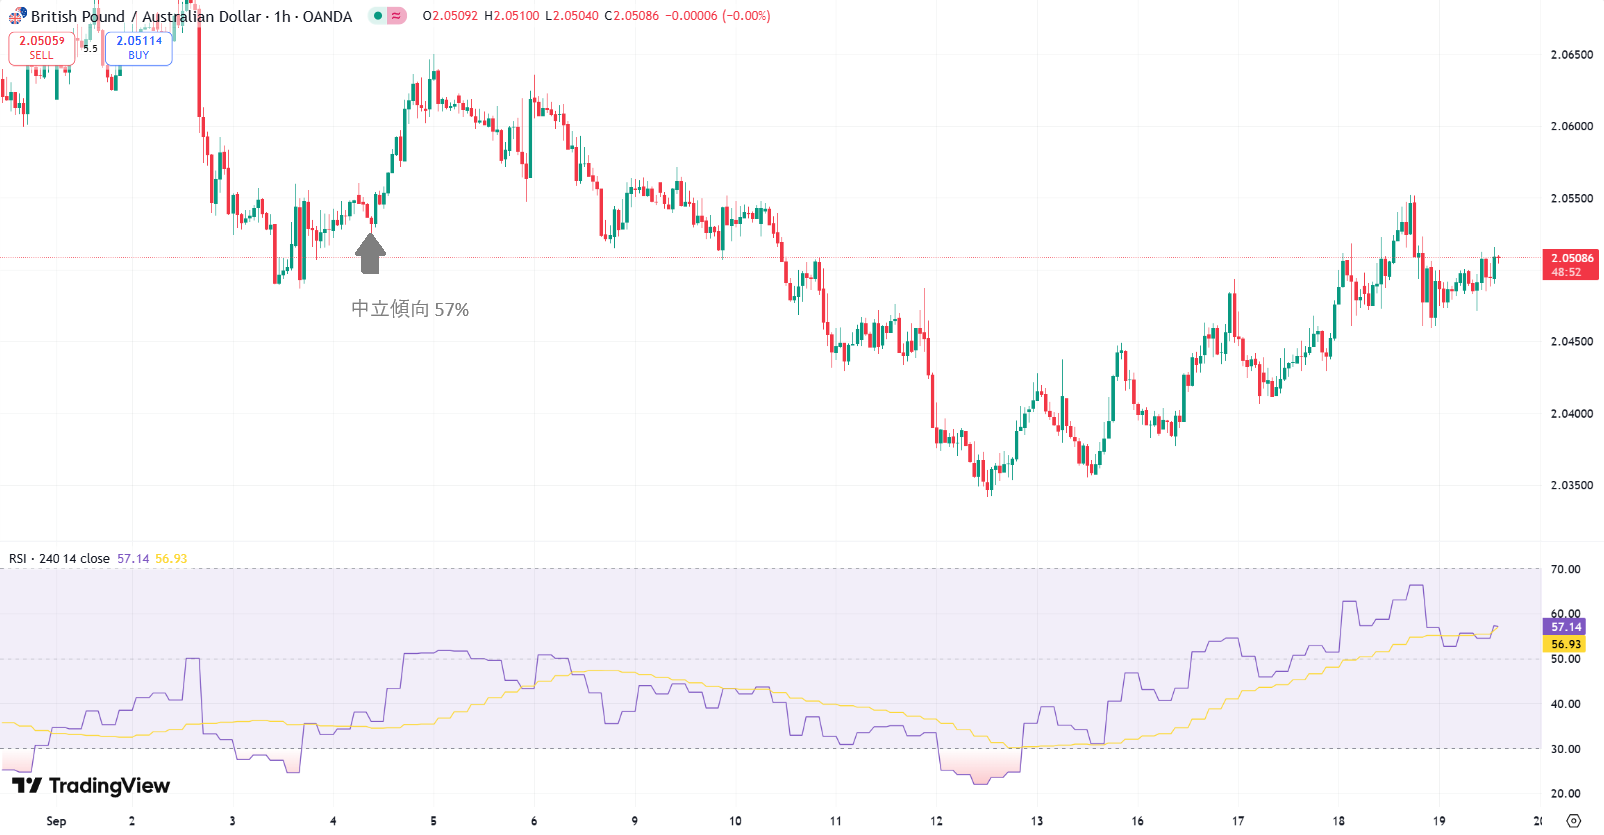 British Pound / Australian Dollar · 1h · OANDA
O2.05092 H2.05100 L2.05040 C2.05086 −0.00006 (−0.00%)
2.05059
SELL
5.5
2.05114
BUY
2.06500
2.06000
2.05500
2.05086
48:52
2.04500
2.04000
2.03500
中立傾向 57%
RSI · 240 14 close 57.14 56.93
70.00
60.00
57.14
56.93
50.00
40.00
30.00
20.00
TradingView
Sep 2 3 4 5 6 9 10 11 12 13 16 17 18 19 20